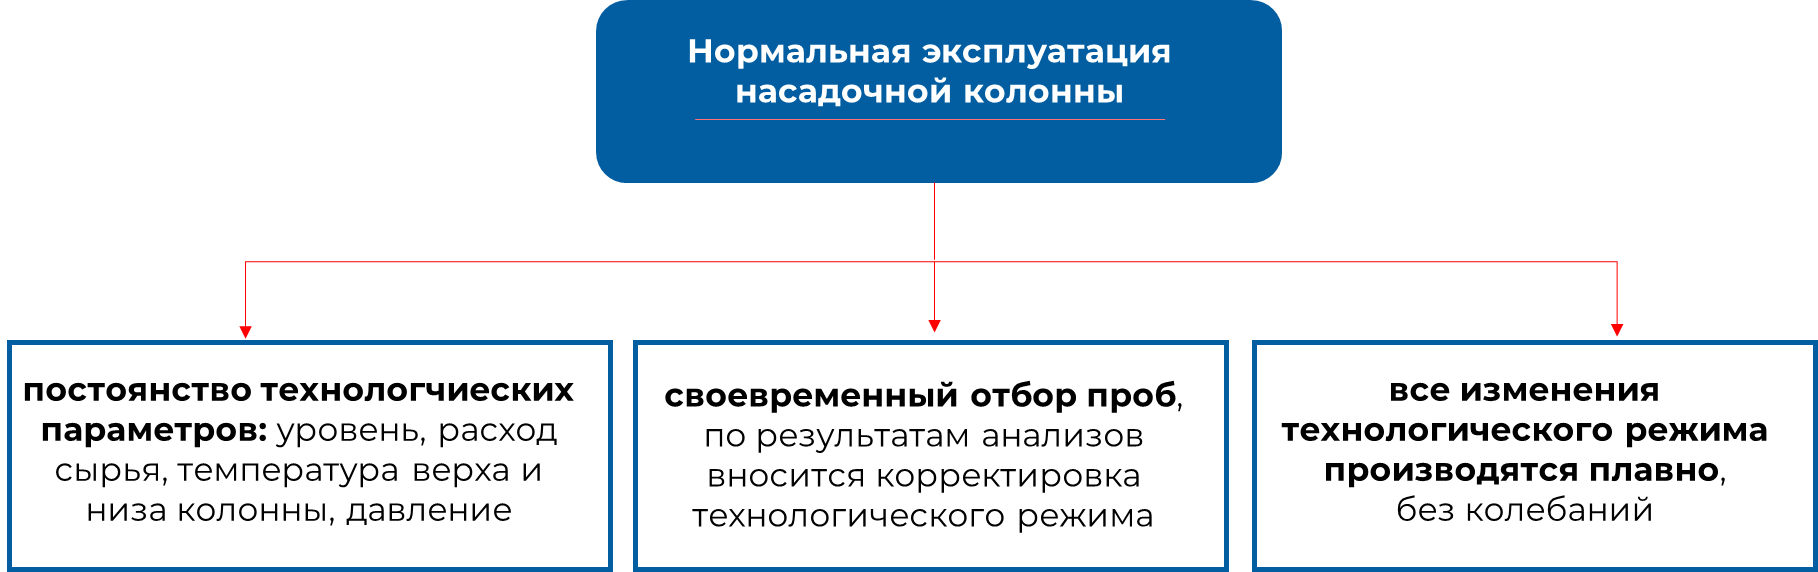 Нормальная эксплуатация
насадочной колонны
постоянство технологчиеских
параметров: уровень, расход
сырья, температура верха и
низа колонны, давление
своевременный отбор проб,
по результатам анализов
вносится корректировка
технологического режима
все изменения
технологического режима
производятся плавно,
без колебаний